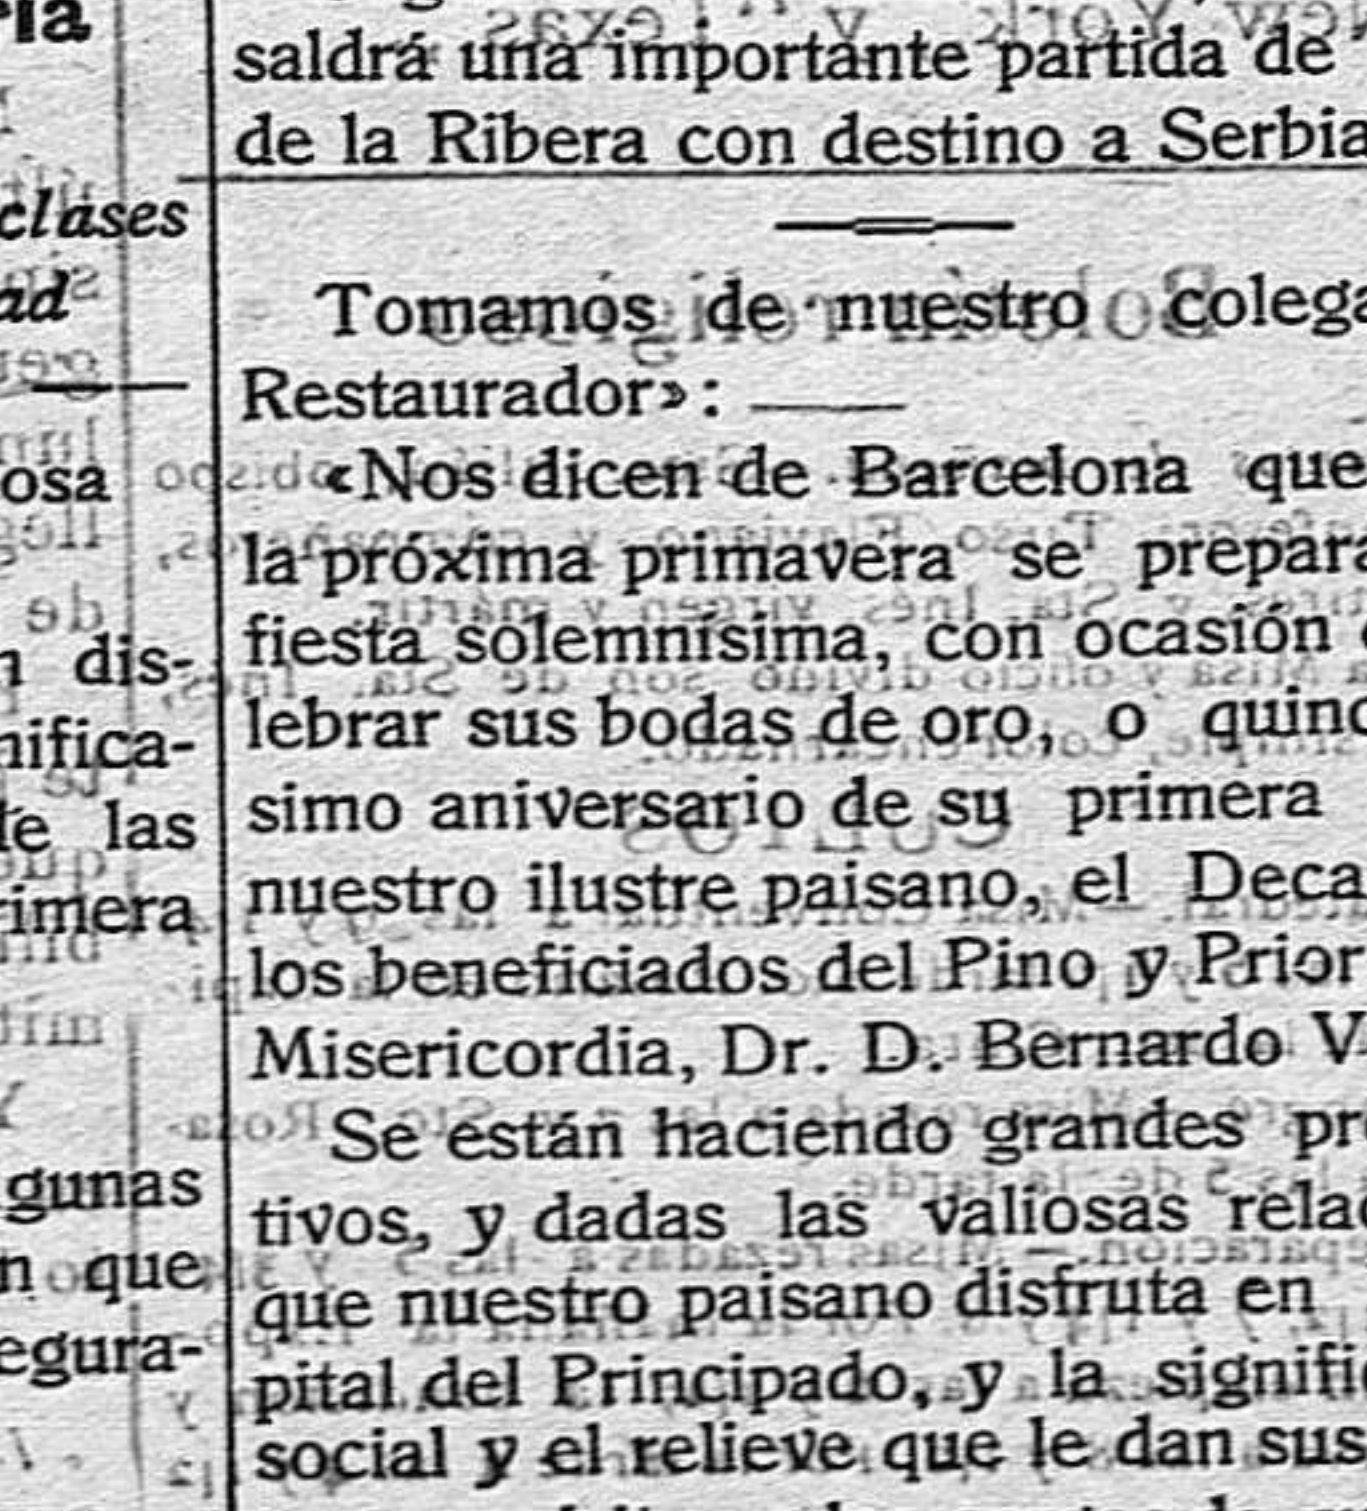 ria
clases
ad
osa
n dis-
nifica-
de las
rimera
gunas
n que
egura-
saldrá una importante partida de
de la Ribera con destino a Serbia
Tomamos de nuestro colega
Restaurador»:
«Nos dicen de Barcelona que
la próxima primavera se prepara
fiesta solemnísima, con ocasión
lebrar sus bodas de oro, o quinc
simo aniversario de su primera
nuestro ilustre paisano, el Deca
los beneficiados del Pino y Prior
Misericordia, Dr. D. Bernardo V
Se están haciendo grandes pr
tivos, y dadas las valiosas relac
que nuestro paisano disfruta en
pital del Principado, y la signific
social y el relieve que le dan sus